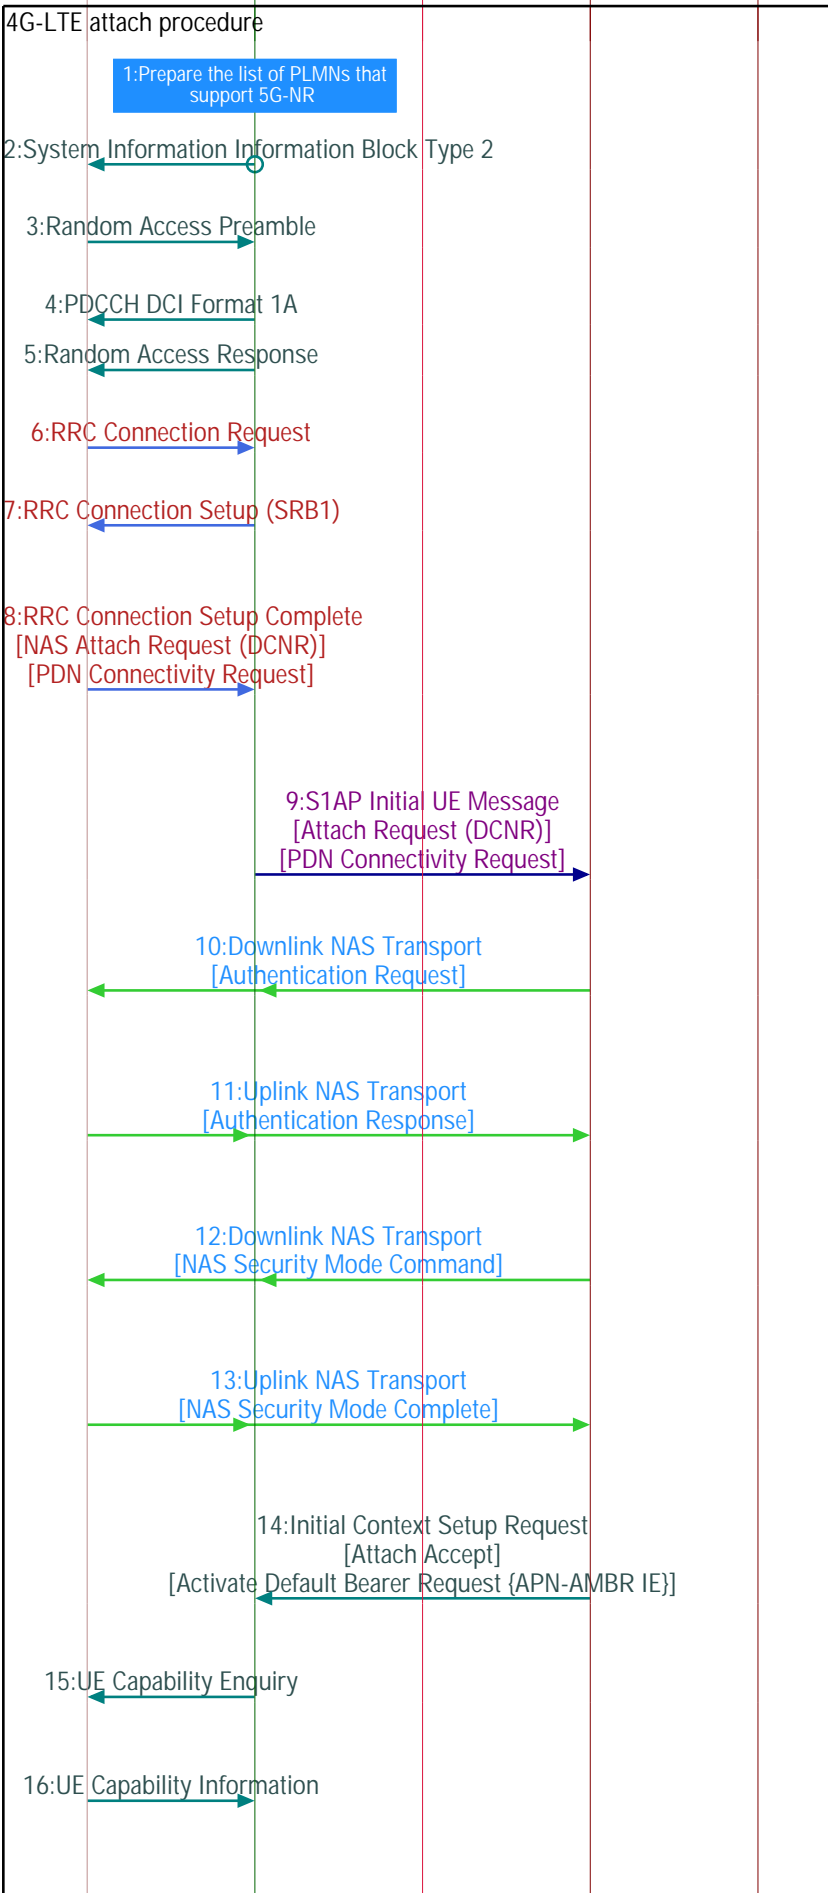 4G-LTE attach procedure
1:Prepare the list of PLMNs that
support 5G-NR
2:System Information Information Block Type 2
3:Random Access Preamble
4:PDCCH DCI Format 1A
5:Random Access Response
6:RRC Connection Request
7:RRC Connection Setup (SRB1)
8:RRC Connection Setup Complete
[NAS Attach Request (DCNR)]
[PDN Connectivity Request]
9:S1AP Initial UE Message
[Attach Request (DCNR)]
[PDN Connectivity Request]
10:Downlink NAS Transport
[Authentication Request]
11:Uplink NAS Transport
[Authentication Response]
12:Downlink NAS Transport
[NAS Security Mode Command]
13:Uplink NAS Transport
[NAS Security Mode Complete]
14:Initial Context Setup Request
[Attach Accept]
[Activate Default Bearer Request {APN-AMBR IE}]
15:UE Capability Enquiry
16:UE Capability Information